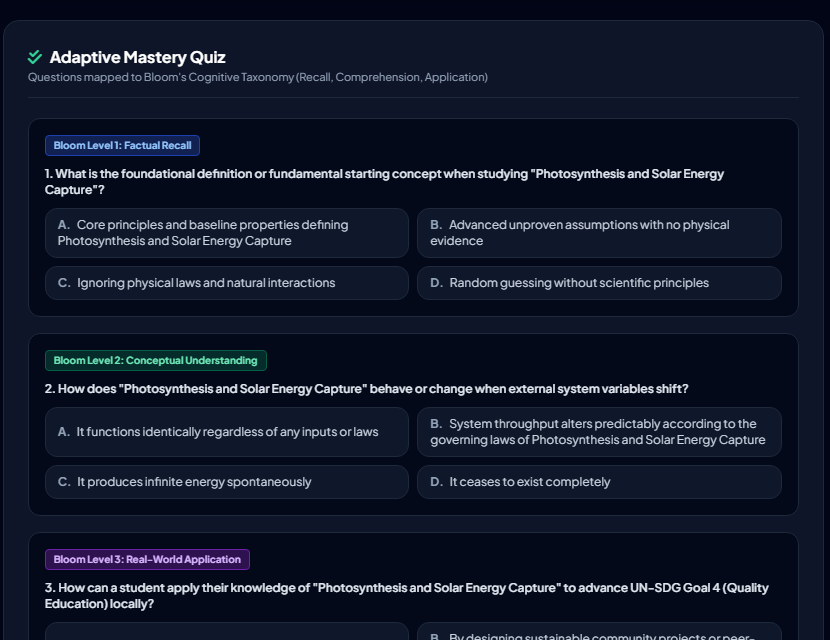 Adaptive Mastery Quiz
Questions mapped to Bloom's Cognitive Taxonomy (Recall, Comprehension, Application)
Bloom Level 1: Factual Recall
1. What is the foundational definition or fundamental starting concept when studying "Photosynthesis and Solar Energy
Capture"?
A. Core principles and baseline properties defining
Photosynthesis and Solar Energy Capture
B. Advanced unproven assumptions with no physical
evidence
C. Ignoring physical laws and natural interactions
D. Random guessing without scientific principles
Bloom Level 2: Conceptual Understanding
2. How does "Photosynthesis and Solar Energy Capture" behave or change when external system variables shift?
A. It functions identically regardless of any inputs or laws
B. System throughput alters predictably according to the
governing laws of Photosynthesis and Solar Energy Capture
C. It produces infinite energy spontaneously
D. It ceases to exist completely
Bloom Level 3: Real-World Application
3. How can a student apply their knowledge of "Photosynthesis and Solar Energy Capture" to advance UN-SDG Goal 4 (Quality
Education) locally?
B. By designing sustainable community projects or peer-